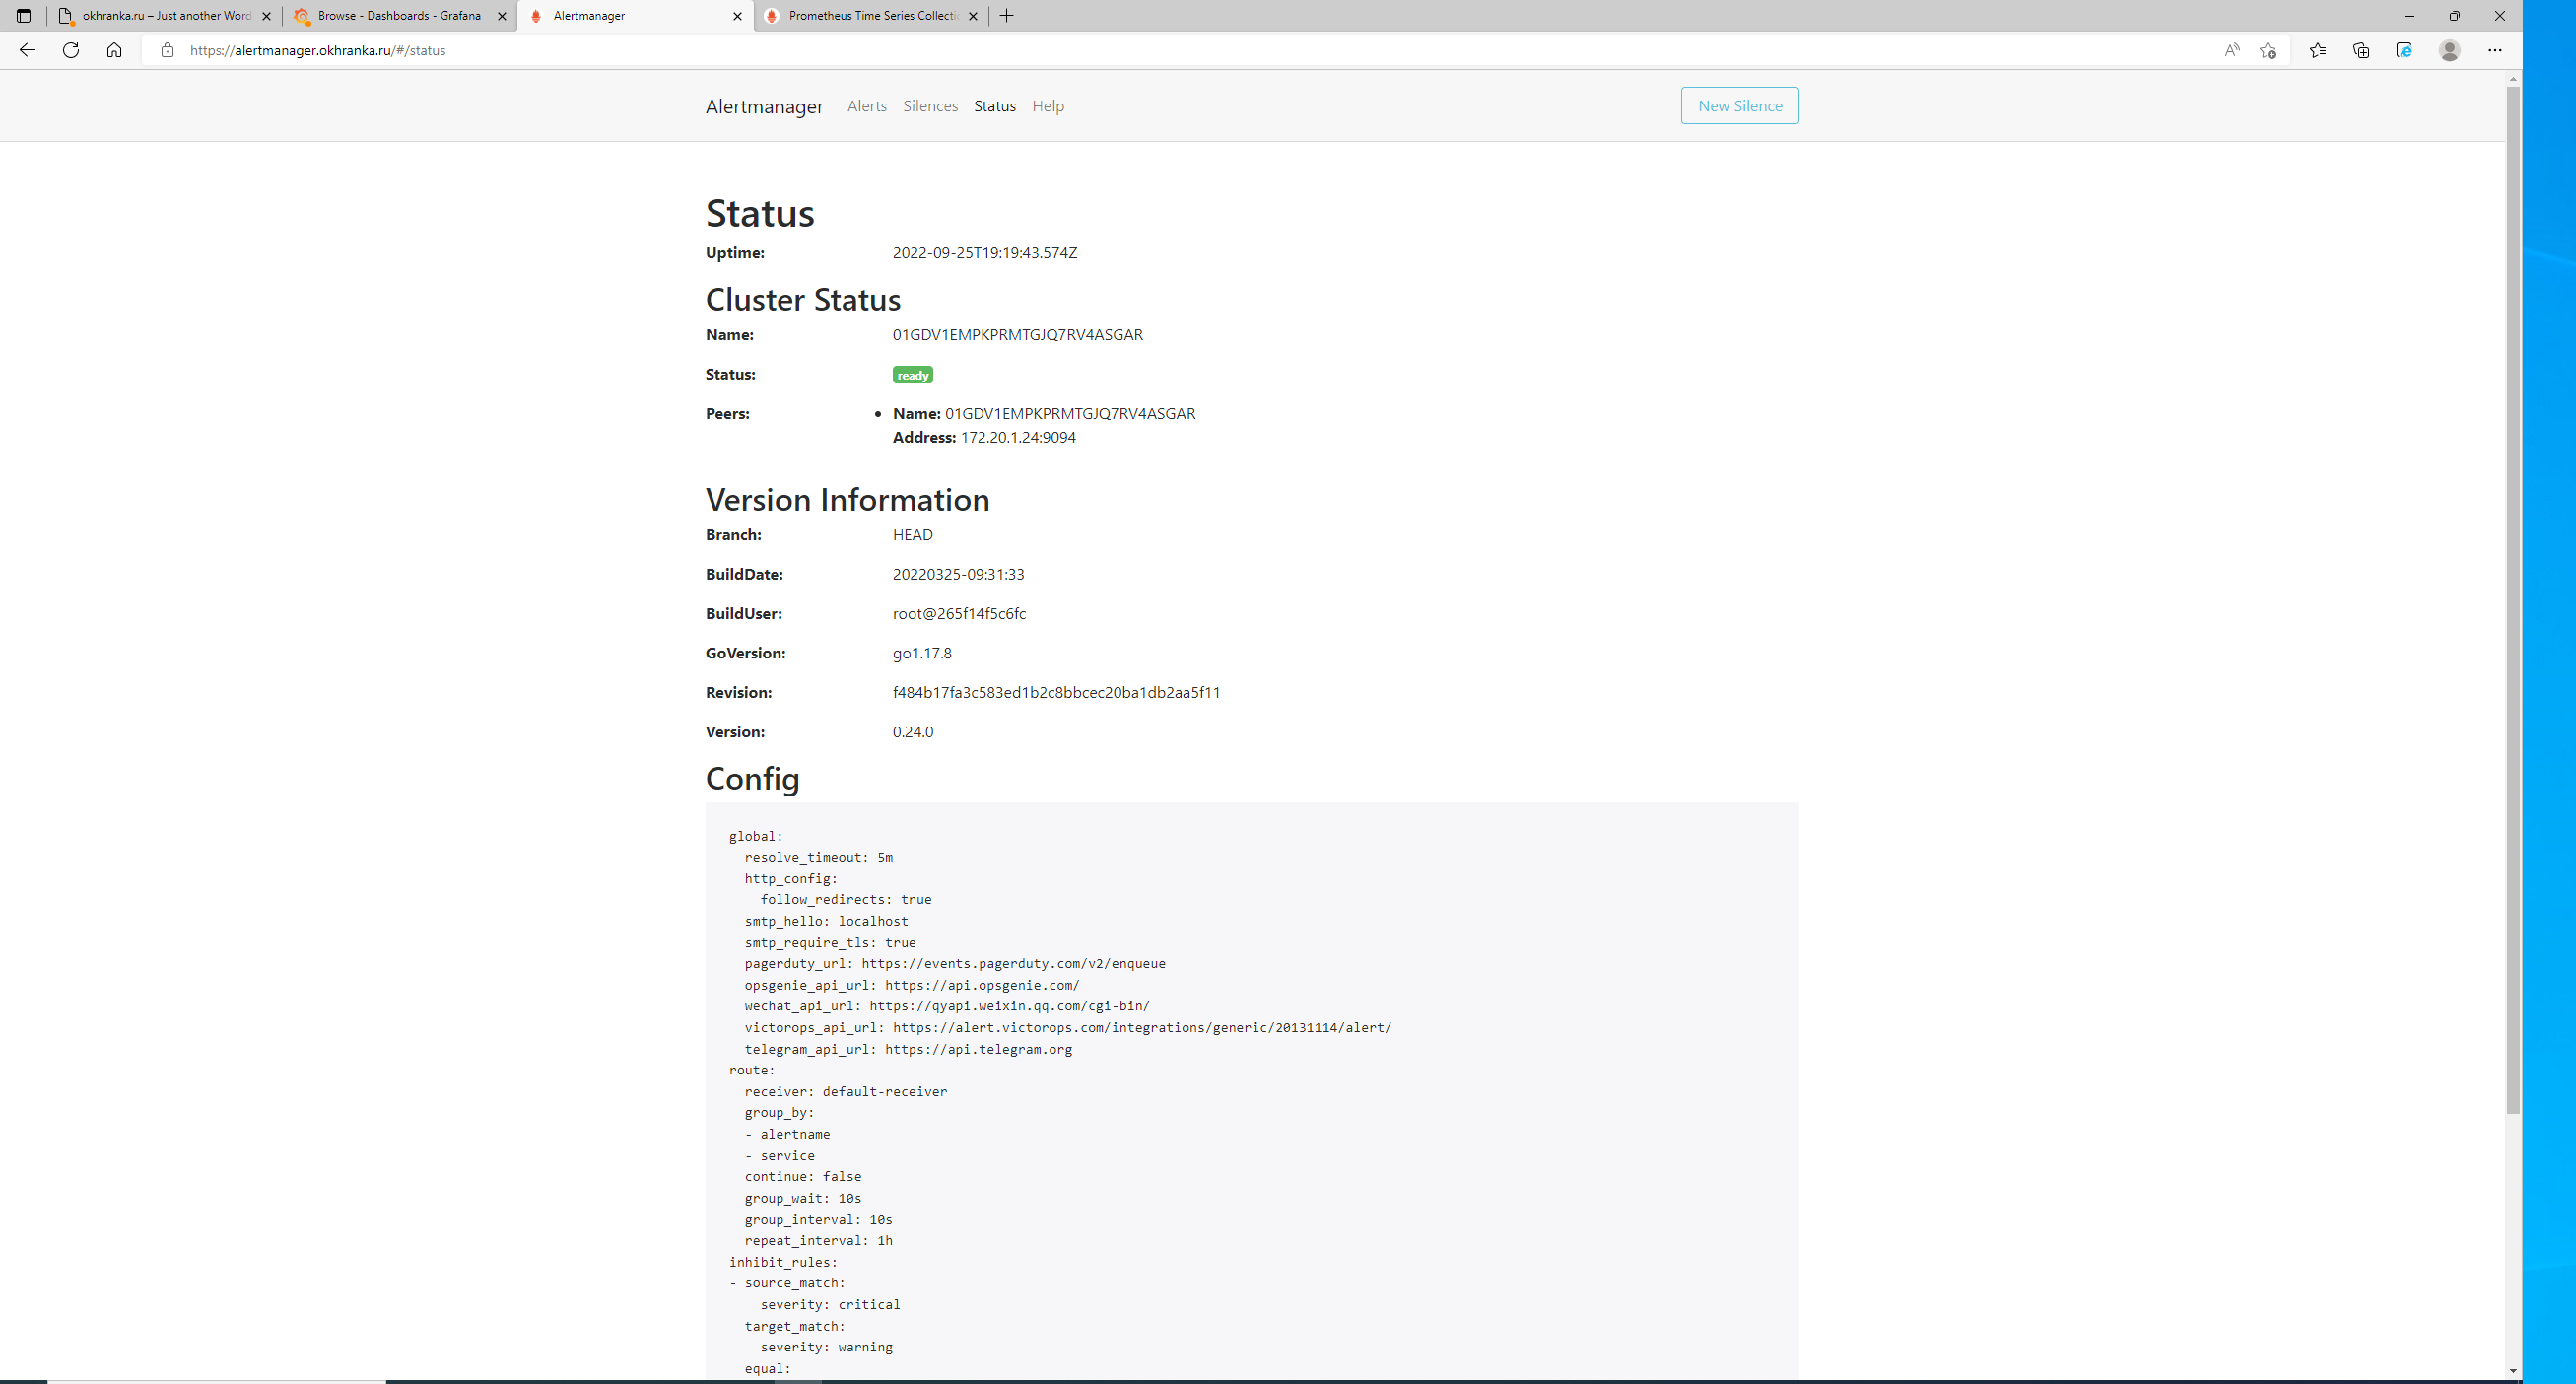 okhranka.ru – Just another Word
Browse - Dashboards - Grafana
Alertmanager
Prometheus Time Series Collectio
https://alertmanager.okhranka.ru/#/status
Alertmanager Alerts Silences Status Help New Silence
Status
Uptime: 2022-09-25T19:19:43.574Z
Cluster Status
Name: 01GDV1EMPKPRMTGJQ7RV4ASGAR
Status: ready
Peers: • Name: 01GDV1EMPKPRMTGJQ7RV4ASGAR
Address: 172.20.1.24:9094
Version Information
Branch: HEAD
BuildDate: 20220325-09:31:33
BuildUser: root@265f14f5c6fc
GoVersion: go1.17.8
Revision: f484b17fa3c583ed1b2c8bbcec20ba1db2aa5f11
Version: 0.24.0
Config
global:
  resolve_timeout: 5m
  http_config:
    follow_redirects: true
  smtp_hello: localhost
  smtp_require_tls: true
  pagerduty_url: https://events.pagerduty.com/v2/enqueue
  opsgenie_api_url: https://api.opsgenie.com/
  wechat_api_url: https://qyapi.weixin.qq.com/cgi-bin/
  victorops_api_url: https://alert.victorops.com/integrations/generic/20131114/alert/
  telegram_api_url: https://api.telegram.org
route:
  receiver: default-receiver
  group_by:
  - alertname
  - service
  continue: false
  group_wait: 10s
  group_interval: 10s
  repeat_interval: 1h
inhibit_rules:
- source_match:
    severity: critical
  target_match:
    severity: warning
  equal: